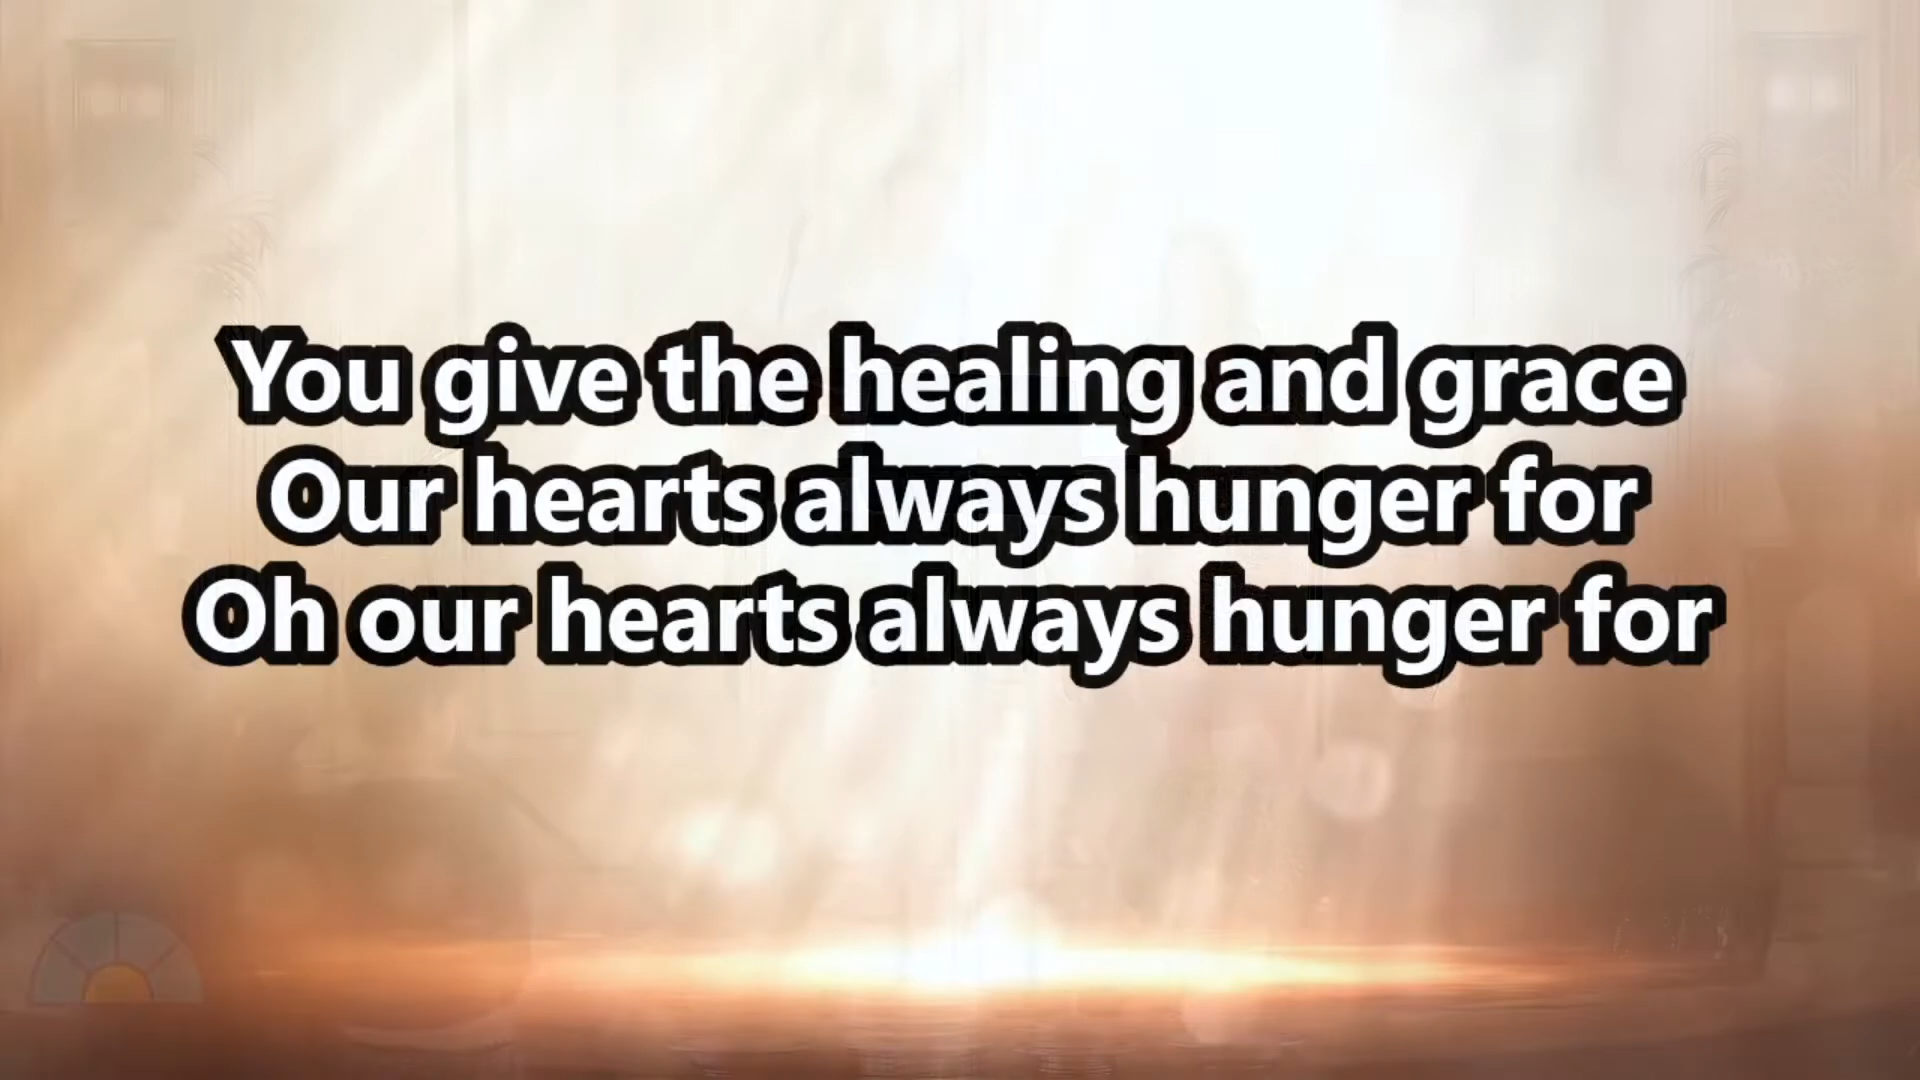 You give the healing and grace
Our hearts always hunger for
Oh our hearts always hunger for